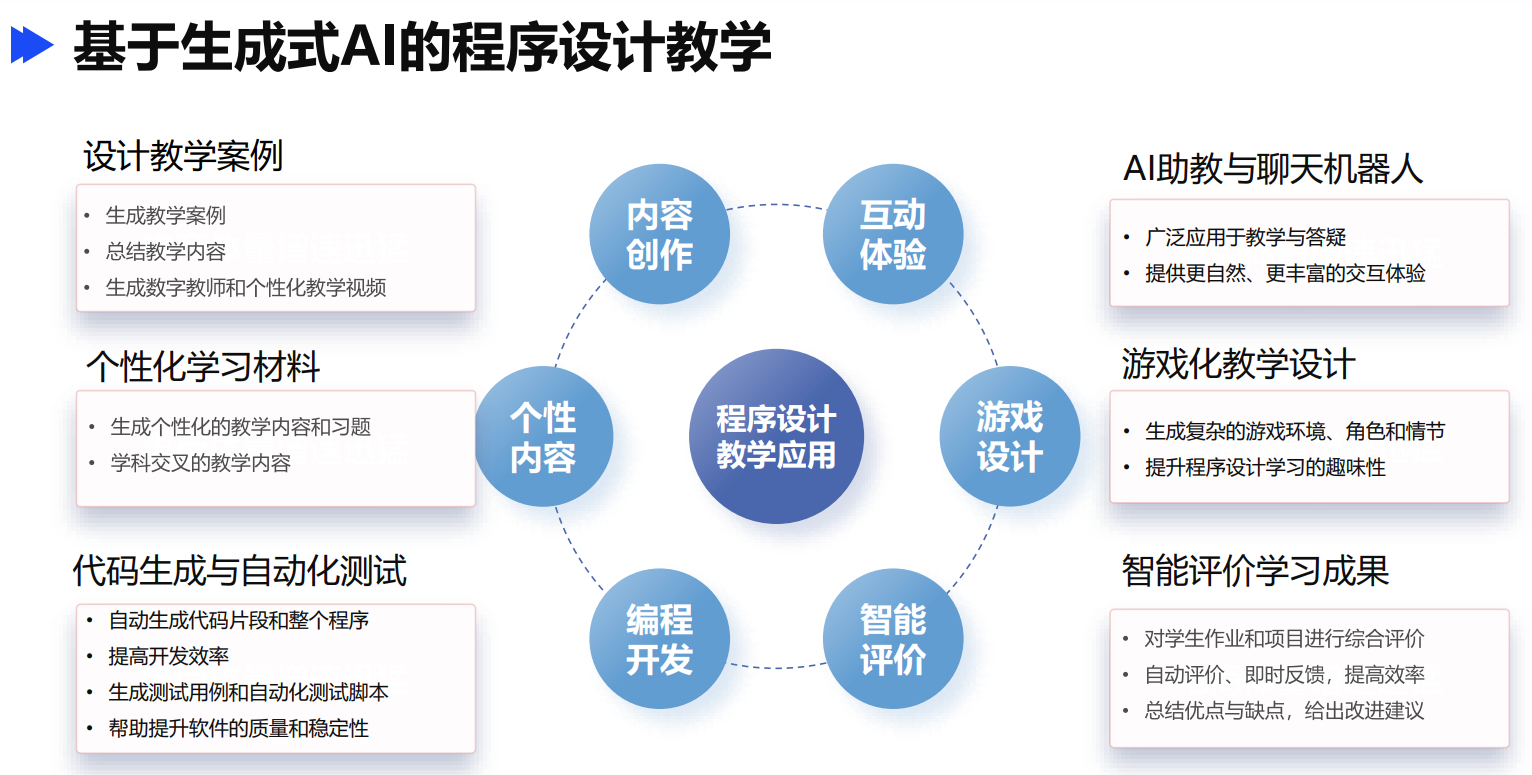 基于生成式AI的程序设计教学
设计教学案例
• 生成教学案例
• 总结教学内容
• 生成数字教师和个性化教学视频
个性化学习材料
• 生成个性化的教学内容和习题
• 学科交叉的教学内容
代码生成与自动化测试
• 自动生成代码片段和整个程序
• 提高开发效率
• 生成测试用例和自动化测试脚本
• 帮助提升软件的质量和稳定性
内容
创作
互动
体验
个性
内容
程序设计
教学应用
游戏
设计
编程
开发
智能
评价
AI助教与聊天机器人
• 广泛应用于教学与答疑
• 提供更自然、更丰富的交互体验
游戏化教学设计
• 生成复杂的游戏环境、角色和情节
• 提升程序设计学习的趣味性
智能评价学习成果
• 对学生作业和项目进行综合评价
• 自动评价、即时反馈，提高效率
• 总结优点与缺点，给出改进建议